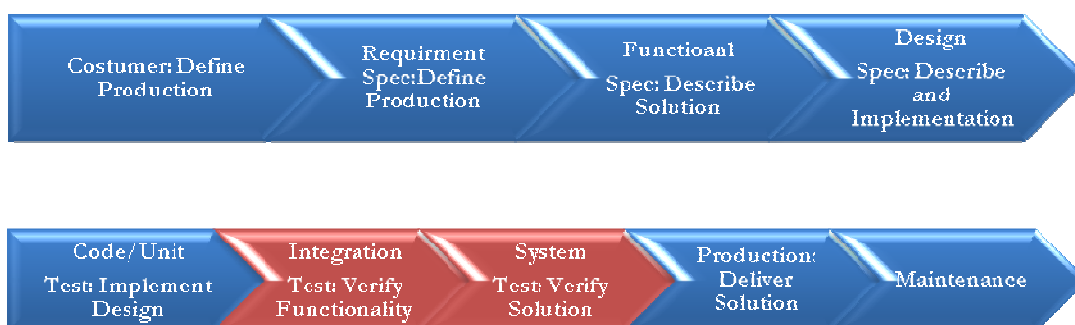 Costumer: Define
Production
Requirment
Spec:Define
Production
Functioanl
Spec: Describe
Solution
Design
Spec: Describe
and
Implementation
Code/Unit
Test: Implement
Design
Integration
Test: Verify
Functionality
System
Test: Verify
Solution
Production:
Deliver
Solution
Maintenance